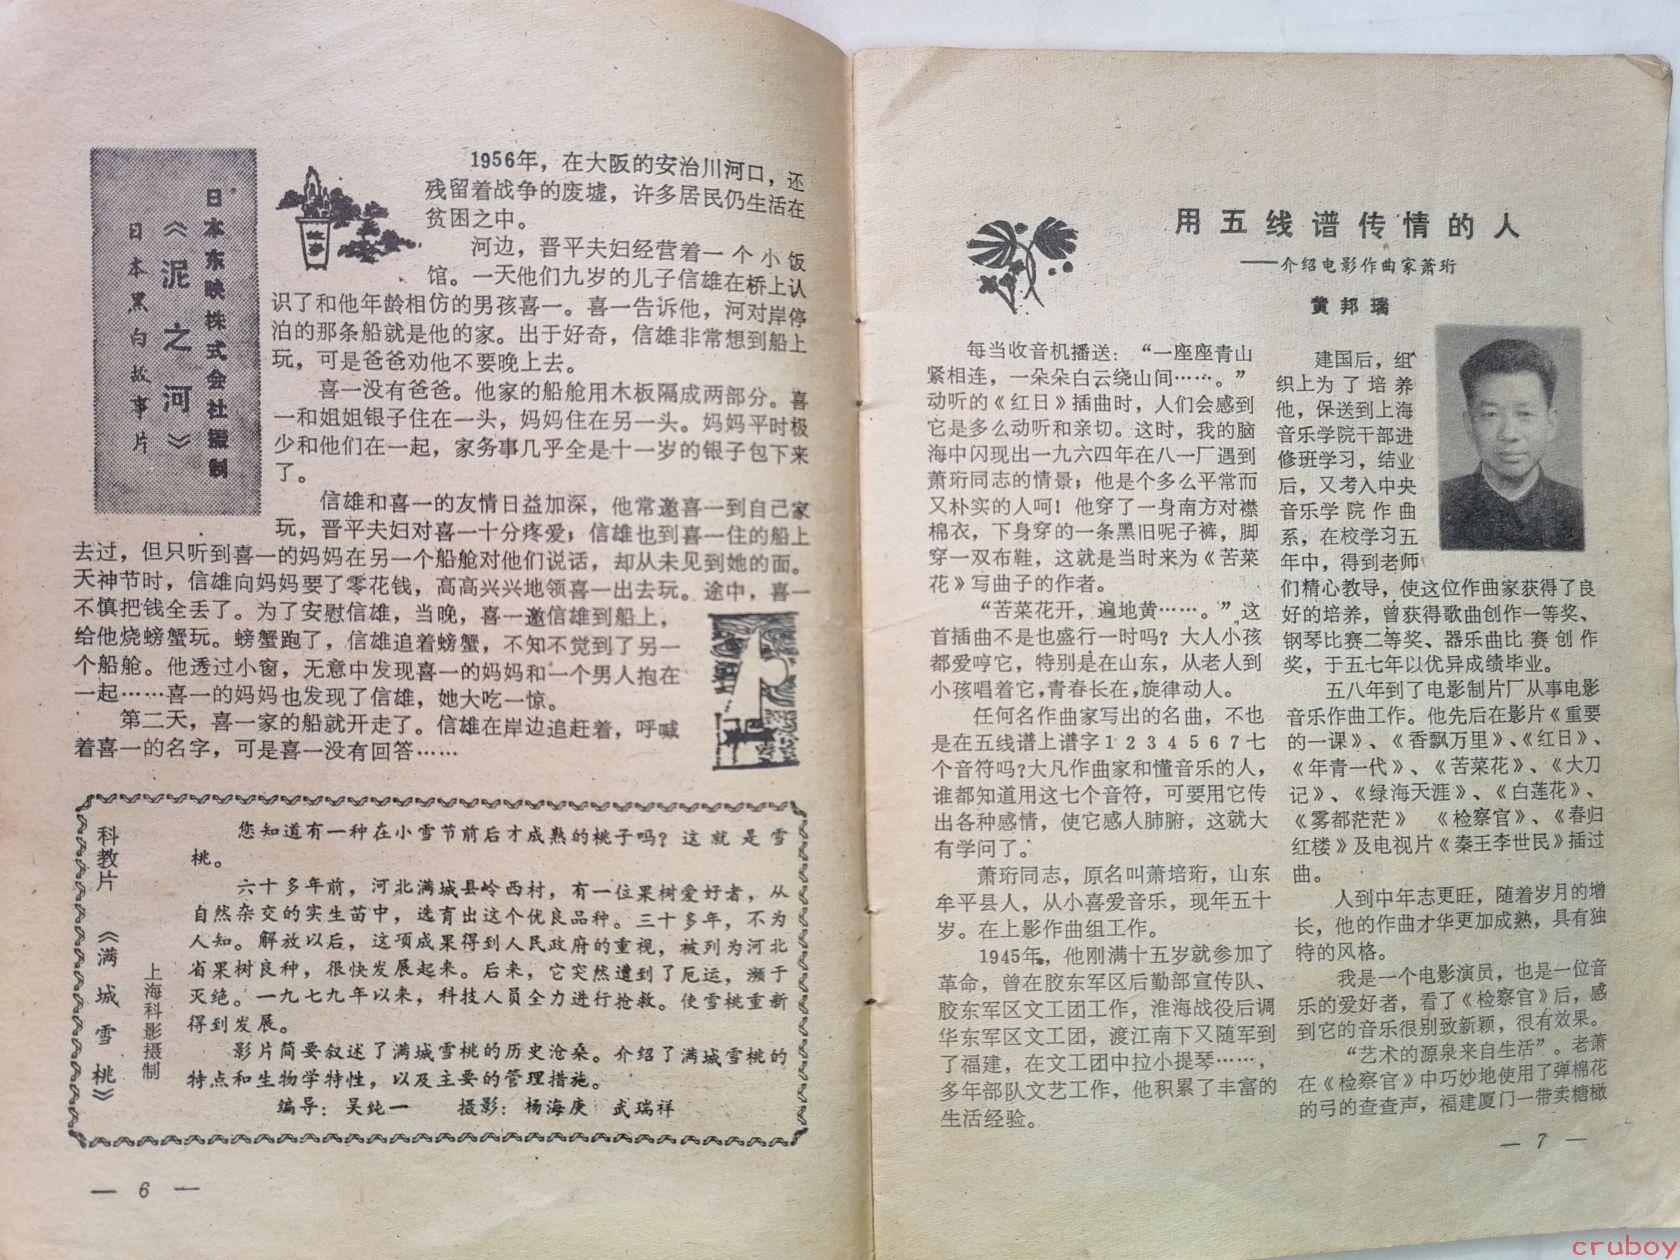 日本东映株式会社摄制
《泥之河》
日本黑白故事片
故事
1956年，在大阪的安治川河口，还
残留着战争的废墟，许多居民仍生活在
贫困之中。
河边，晋平夫妇经营着一个小饭
馆。一天他们九岁的儿子信雄在桥上认
识了和他年龄相仿的男孩喜一。喜一告诉他，河对岸停
泊的那条船就是他的家。出于好奇，信雄非常想到船上
玩，可是爸爸劝他不要晚上去。
喜一没有爸爸。他家的船舱用木板隔成两部分。喜
一和姐姐银子住在一头，妈妈住在另一头。妈妈平时极
少和他们在一起，家务事几乎全是十一岁的银子包下来
了。
信雄和喜一的友情日益加深，他常邀喜一到自己家
玩，晋平夫妇对喜一十分疼爱；信雄也到喜一住的船上
去过，但只听到喜一的妈妈在另一个船舱对他们说话，却从未见到她的面。
天神节时，信雄向妈妈要了零花钱，高高兴兴地领喜一出去玩。途中，喜一
不慎把钱全丢了。为了安慰信雄，当晚，喜一邀信雄到船上，
给他烧螃蟹玩。螃蟹跑了，信雄追着螃蟹，不知不觉到了另一
个船舱。他透过小窗，无意中发现喜一的妈妈和一个男人抱在
一起……喜一的妈妈也发现了信雄，她大吃一惊。
第二天，喜一家的船就开走了。信雄在岸边追赶着，呼喊
着喜一的名字，可是喜一没有回答……
科教片《满城雪桃》
上海科影摄制
您知道有一种在小雪节前后才成熟的桃子吗？这就是雪
桃。
六十多年前，河北满城县岭西村，有一位果树爱好者，从
自然杂交的实生苗中，选育出这个优良品种。三十多年，不为
人知。解放以后，这项成果得到人民政府的重视，被列为河北
省果树良种，很快发展起来。后来，它突然遭到了厄运，濒于
灭绝。一九七九年以来，科技人员全力进行抢救。使雪桃重新
得到发展。
影片简要叙述了满城雪桃的历史沧桑。介绍了满城雪桃的
特点和生物学特性，以及主要的管理措施。
编导：吴纯一　摄影：杨海庚　武瑞祥
— 6 —
用五线谱传情的人
——介绍电影作曲家萧珩
黄邦瑞
每当收音机播送：“一座座青山
紧相连，一朵朵白云绕山间……。”
动听的《红日》插曲时，人们会感到
它是多么动听和亲切。这时，我的脑
海中闪现出一九六四年在八一厂遇到
萧珩同志的情景；他是个多么平常而
又朴实的人呵！他穿了一身南方对襟
棉衣，下身穿的一条黑旧呢子裤，脚
穿一双布鞋，这就是当时来为《苦菜
花》写曲子的作者。
“苦菜花开，遍地黄……。”这
首插曲不是也盛行一时吗？大人小孩
都爱哼它，特别是在山东，从老人到
小孩唱着它，青春长在，旋律动人。
任何名作曲家写出的名曲，不也
是在五线谱上谱字1234567七
个音符吗？大凡作曲家和懂音乐的人，
谁都知道用这七个音符，可要用它传
出各种感情，使它感人肺腑，这就大
有学问了。
萧珩同志，原名叫萧培珩，山东
牟平县人，从小喜爱音乐，现年五十
岁。在上影作曲组工作。
1945年，他刚满十五岁就参加了
革命，曾在胶东军区后勤部宣传队、
胶东军区文工团工作，淮海战役后调
华东军区文工团，渡江南下又随军到
了福建，在文工团中拉小提琴……，
多年部队文艺工作，他积累了丰富的
生活经验。
建国后，组
织上为了培养
他，保送到上海
音乐学院干部进
修班学习，结业
后，又考入中央
音乐学院作曲
系，在校学习五
年中，得到老师
们精心教导，使这位作曲家获得了良
好的培养，曾获得歌曲创作一等奖、
钢琴比赛二等奖、器乐曲比赛创作
奖，于五七年以优异成绩毕业。
五八年到了电影制片厂从事电影
音乐作曲工作。他先后在影片《重要
的一课》、《香飘万里》、《红日》、
《年青一代》、《苦菜花》、《大刀
记》、《绿海天涯》、《白莲花》、
《雾都茫茫》　《检察官》、《春归
红楼》及电视片《秦王李世民》插过
曲。
人到中年志更旺，随着岁月的增
长，他的作曲才华更加成熟，具有独
特的风格。
我是一个电影演员，也是一位音
乐的爱好者，看了《检察官》后，感
到它的音乐很别致新颖，很有效果。
“艺术的源泉来自生活”。老萧
在《检察官》中巧妙地使用了弹棉花
的弓的查查声，福建厦门一带卖糖橄
— 7 —
cruboy